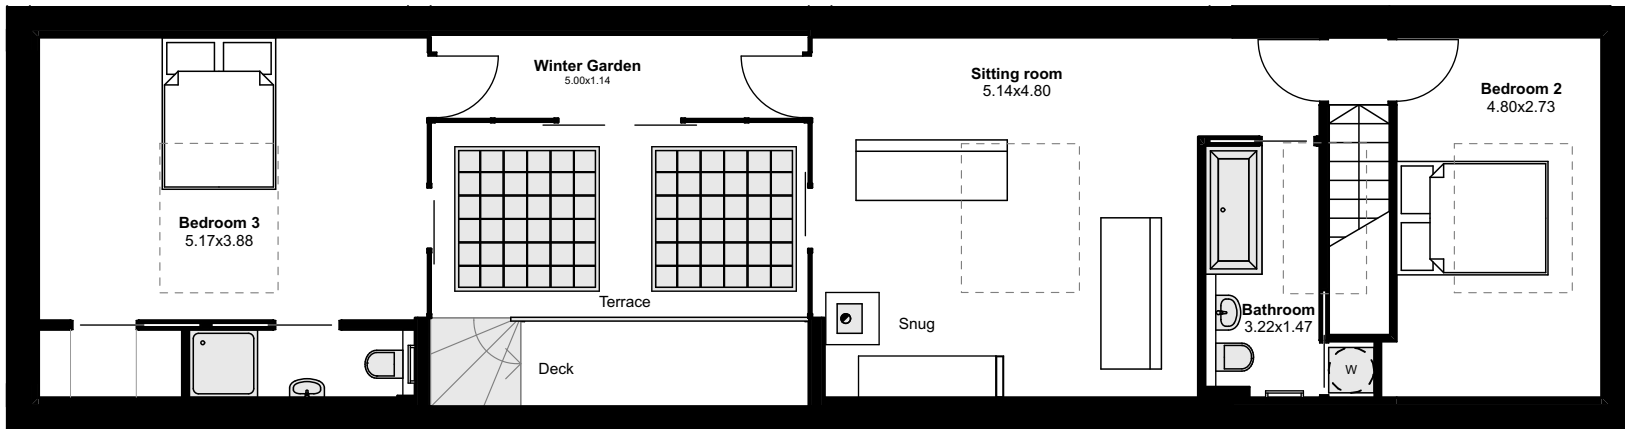 Winter Garden
5.00x1.14
Sitting room
5.14x4.80
Bedroom 2
4.80x2.73
Bedroom 3
5.17x3.88
Terrace
Snug
Bathroom
3.22x1.47
Deck
W